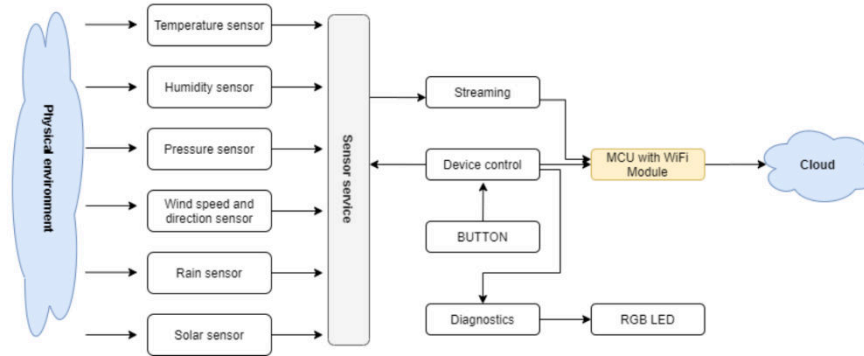 Physical environment
Temperature sensor
Humidity sensor
Pressure sensor
Wind speed and
direction sensor
Rain sensor
Solar sensor
Sensor service
Streaming
Device control
BUTTON
Diagnostics
RGB LED
MCU with WiFi
Module
Cloud